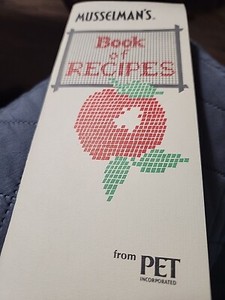 MUSSELMAN'S®
Book
of
RECIPES
from PET
INCORPORATED